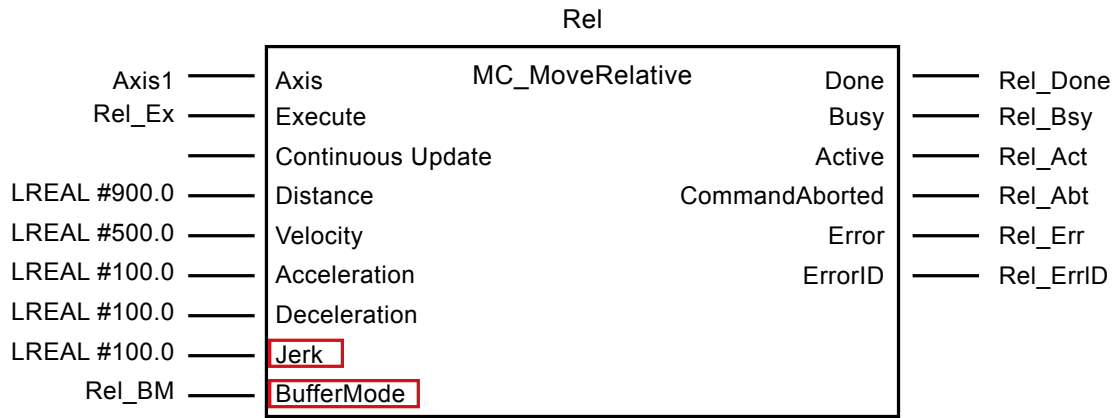 Rel
Axis1 Axis MC_MoveRelative Done Rel_Done
Rel_Ex Execute Busy Rel_Bsy
Continuous Update Active Rel_Act
LREAL #900.0 Distance CommandAborted Rel_Abt
LREAL #500.0 Velocity Error Rel_Err
LREAL #100.0 Acceleration ErrorID Rel_ErrID
LREAL #100.0 Deceleration
LREAL #100.0 Jerk
Rel_BM BufferMode